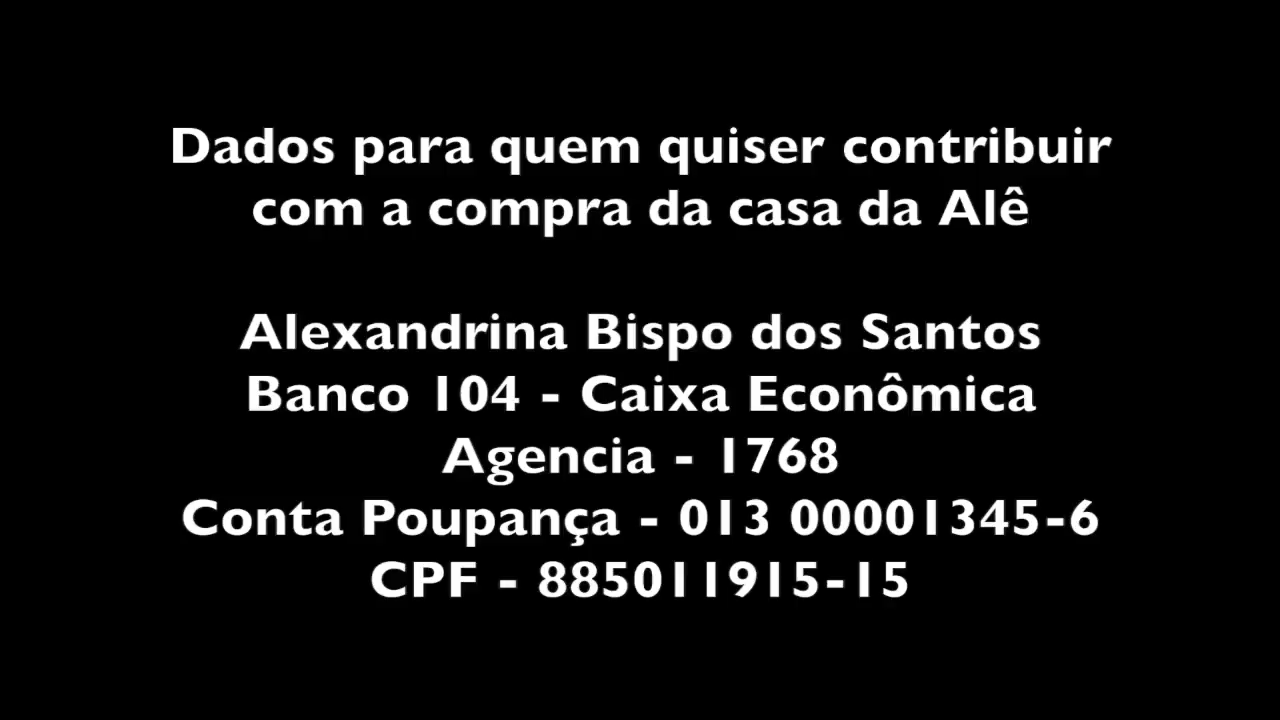 Dados para quem quiser contribuir
com a compra da casa da Alê
Alexandrina Bispo dos Santos
Banco 104 - Caixa Econômica
Agencia - 1768
Conta Poupança - 013 00001345-6
CPF - 885011915-15